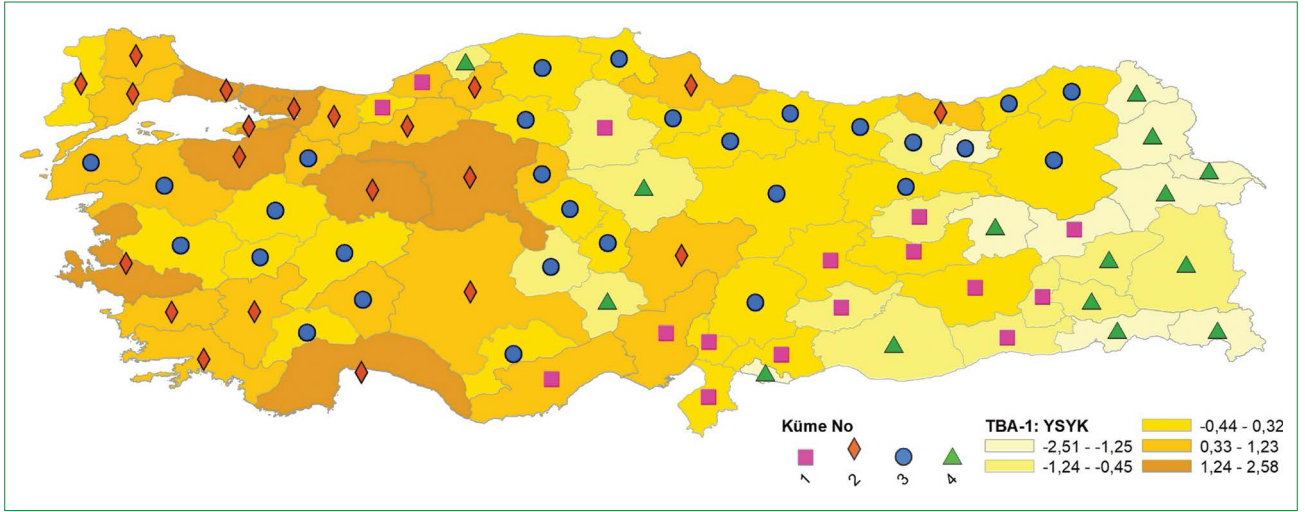 Küme No
1
2
3
4
TBA-1: YSYK
-2,51 - -1,25
-1,24 - -0,45
-0,44 - 0,32
0,33 - 1,23
1,24 - 2,58